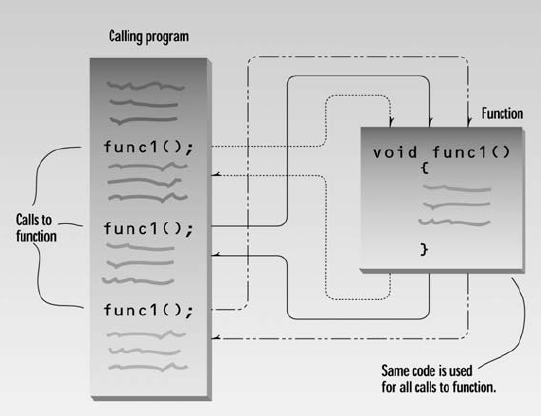 Calling program
Function
func1();
void func1()
{
Calls to
function
func1();
}
func1();
Same code is used
for all calls to function.